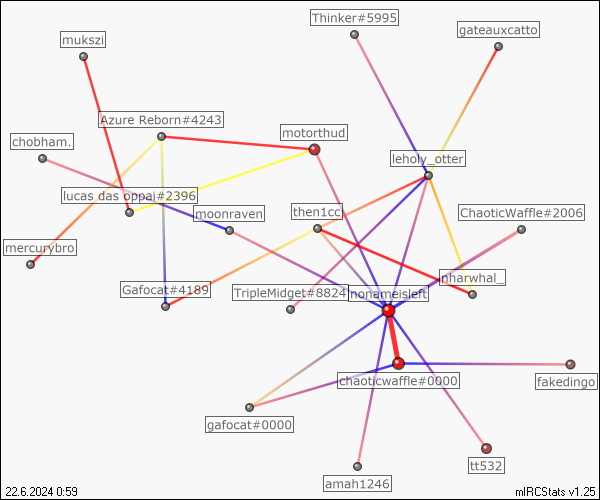 Thinker#5995
gateauxcatto
mukszi
Azure Reborn#4243
motorthud
chobham.
leholy_otter
lucas das oppai#2396
moonraven
then1cc
ChaoticWaffle#2006
mercurybro
Gafocat#4189
TripleMidget#8824
nonameisleft
nharwhal_
chaoticwaffle#0000
fakedingo
gafocat#0000
tt532
amah1246
22.6.2024 0:59
mIRCStats v1.25